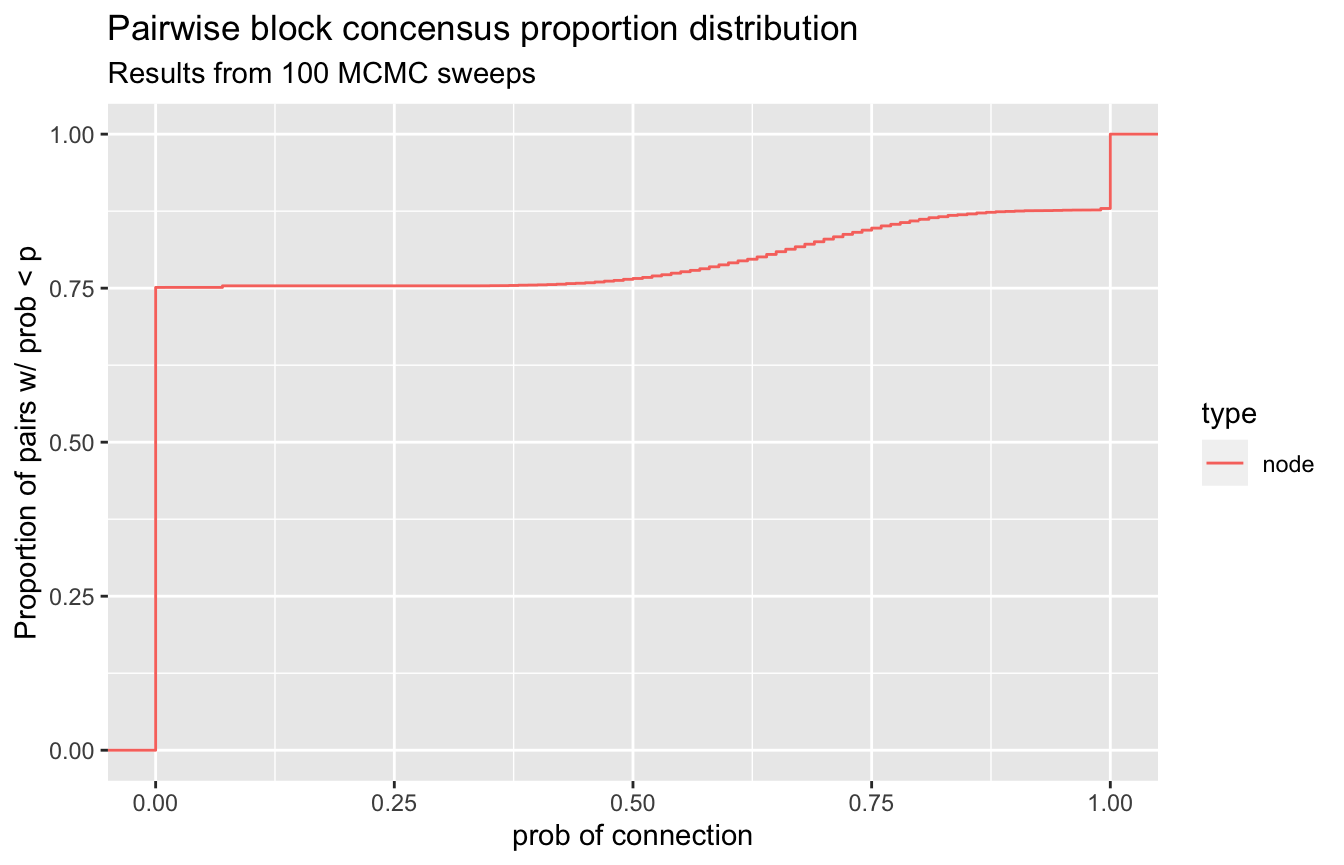 Pairwise block concensus proportion distribution
Results from 100 MCMC sweeps
Proportion of pairs w/ prob < p
1.00
0.75
0.50
0.25
0.00
0.00 0.25 0.50 0.75 1.00
prob of connection
type
node